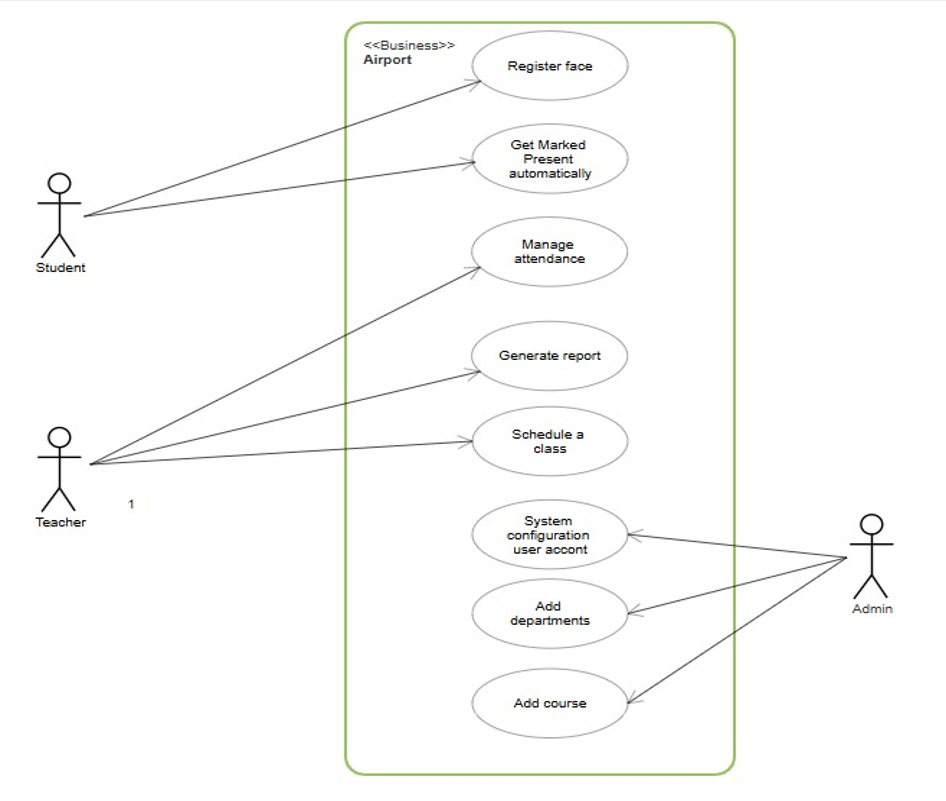 <<Business>>
Airport
Register face
Get Marked
Present
automatically
Student
Manage
attendance
Generate report
Schedule a
class
Teacher
1
System
configuration
user accont
Admin
Add
departments
Add course